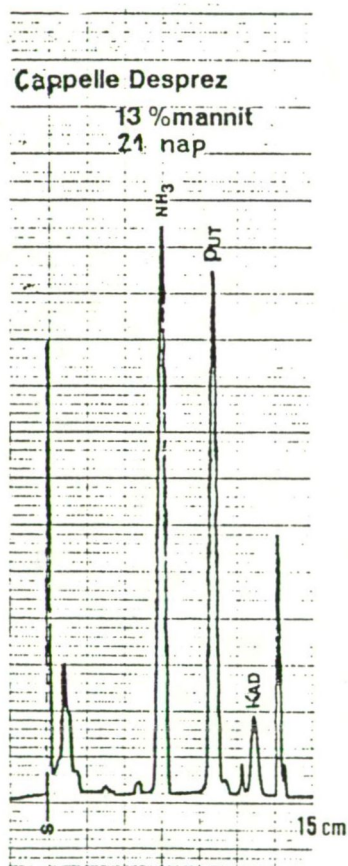 Cappelle Desprez
13 % mannit
21 nap
NH3
PUT
KAD
S
15 cm